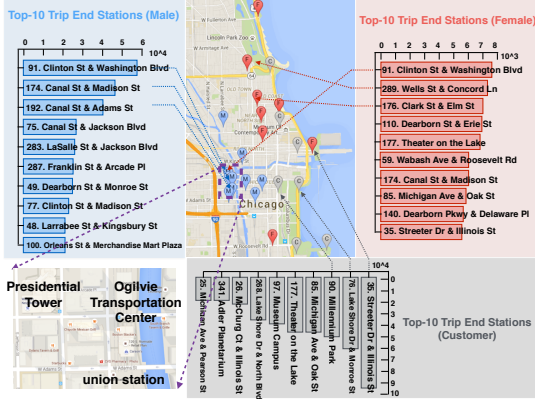 Top-10 Trip End Stations (Male)
0 1 2 3 4 5 6
10^4
91. Clinton St & Washington Blvd
174. Canal St & Madison St
192. Canal St & Adams St
75. Canal St & Jackson Blvd
283. LaSalle St & Jackson Blvd
287. Franklin St & Arcade Pl
49. Dearborn St & Monroe St
77. Clinton St & Madison St
48. Larrabee St & Kingsbury St
100. Orleans St & Merchandise Mart Plaza
Lincoln Park Zoo
Chicago
Top-10 Trip End Stations (Female)
0 1 2 3 4 5 6 7 8
10^3
91. Clinton St & Washington Blvd
289. Wells St & Concord Ln
176. Clark St & Elm St
110. Dearborn St & Erie St
177. Theater on the Lake
59. Wabash Ave & Roosevelt Rd
174. Canal St & Madison St
85. Michigan Ave & Oak St
140. Dearborn Pkwy & Delaware Pl
35. Streeter Dr & Illinois St
Presidential
Tower
Ogilvie
Transportation
Center
union station
10^4
0
1
2
3
4
5
6
7
8
9
10
25. Michigan Ave & Pearson St
341. Adler Planetarium
26. McClurg Ct & Illinois St
268. Lake Shore Dr & North Blvd
97. Museum Campus
177. Theater on the Lake
85. Michigan Ave & Oak St
90. Millennium Park
76. Lake Shore Dr & Monroe St
35. Streeter Dr & Illinois St
Top-10 Trip End Stations
(Customer)